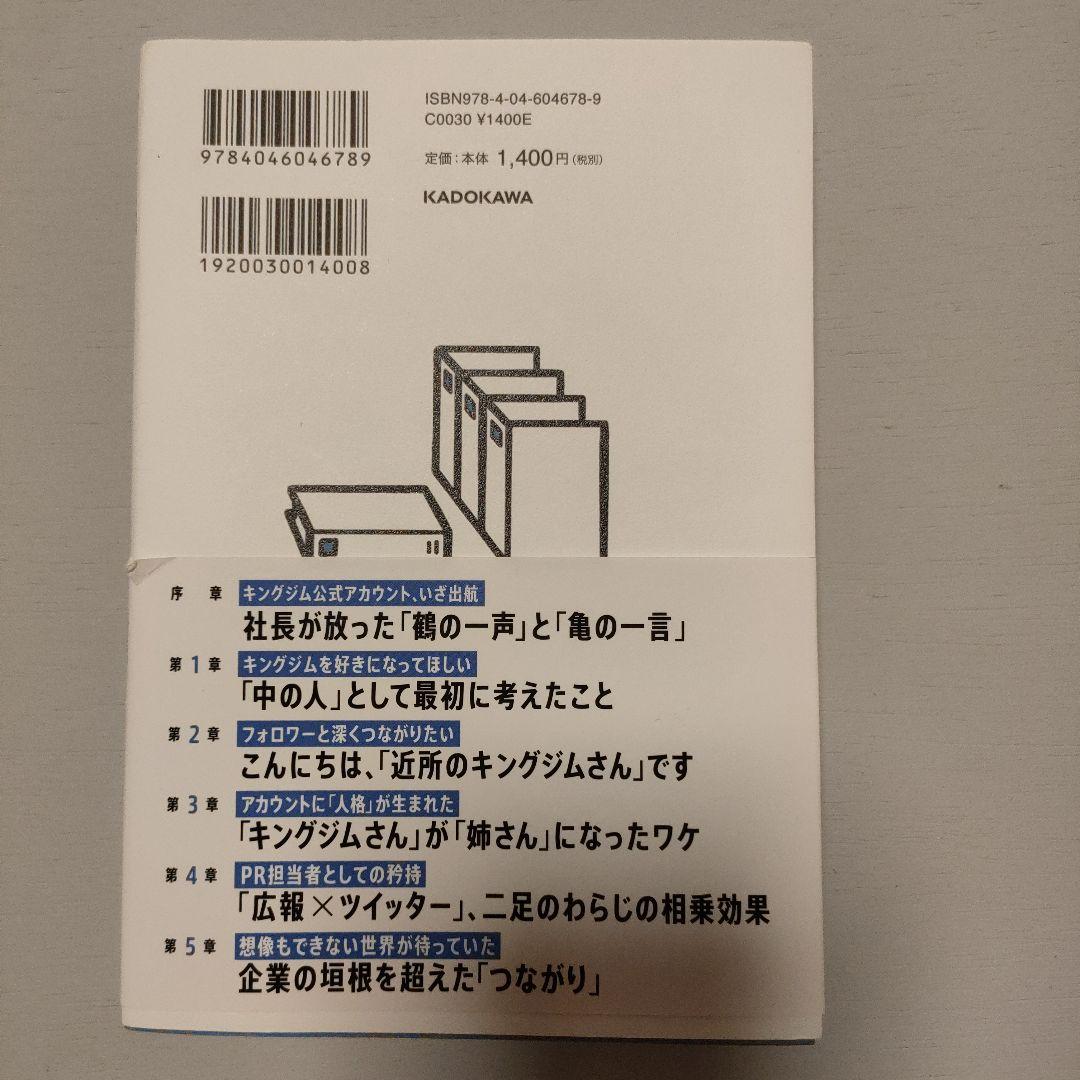 9784046046789
1920030014008
ISBN978-4-04-604678-9
C0030 ¥1400E
定価:本体 1,400円(税別)
KADOKAWA
序章 キングジム公式アカウント、いざ出航
社長が放った「鶴の一声」と「亀の一言」
第1章 キングジムを好きになってほしい
「中の人」として最初に考えたこと
第2章 フォロワーと深くつながりたい
こんにちは、「近所のキングジムさん」です
第3章 アカウントに「人格」が生まれた
「キングジムさん」が「姉さん」になったワケ
第4章 PR担当者としての矜持
「広報×ツイッター」、二足のわらじの相乗効果
第5章 想像もできない世界が待っていた
企業の垣根を超えた「つながり」